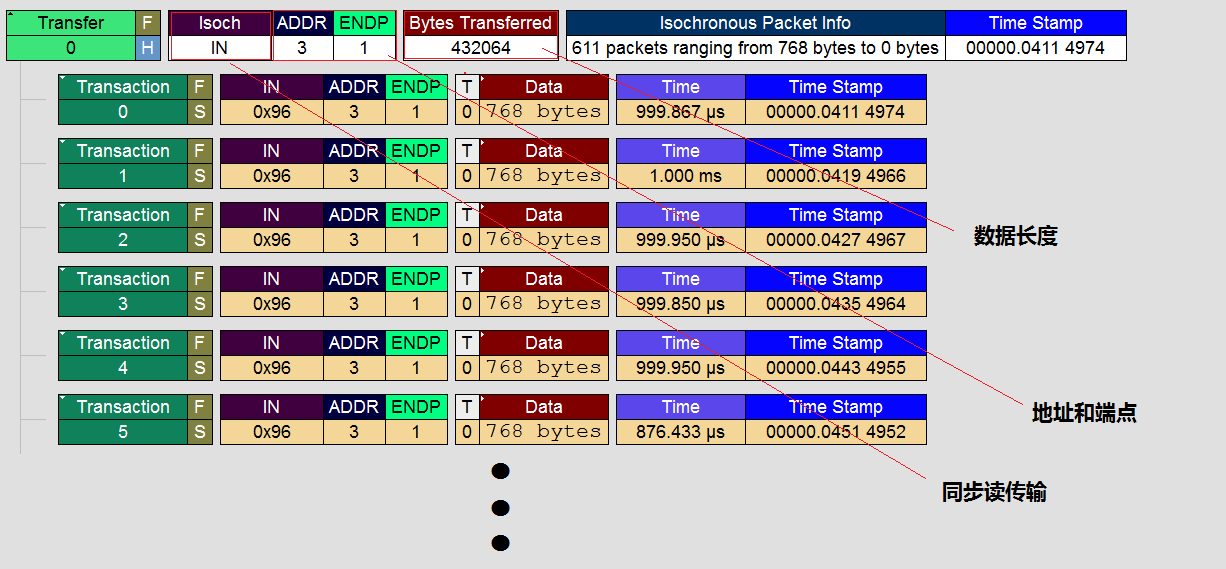 Transfer F Isoch ADDR ENDP Bytes Transferred Isochronous Packet Info Time Stamp
0 H IN 3 1 432064 611 packets ranging from 768 bytes to 0 bytes 00000.0411 4974
Transaction F IN ADDR ENDP T Data Time Time Stamp
0 S 0x96 3 1 0 768 bytes 999.867 µs 00000.0411 4974
Transaction F IN ADDR ENDP T Data Time Time Stamp
1 S 0x96 3 1 0 768 bytes 1.000 ms 00000.0419 4966
Transaction F IN ADDR ENDP T Data Time Time Stamp
2 S 0x96 3 1 0 768 bytes 999.950 µs 00000.0427 4967
数据长度
Transaction F IN ADDR ENDP T Data Time Time Stamp
3 S 0x96 3 1 0 768 bytes 999.850 µs 00000.0435 4964
Transaction F IN ADDR ENDP T Data Time Time Stamp
4 S 0x96 3 1 0 768 bytes 999.950 µs 00000.0443 4955
Transaction F IN ADDR ENDP T Data Time Time Stamp
5 S 0x96 3 1 0 768 bytes 876.433 µs 00000.0451 4952
地址和端点
同步读传输